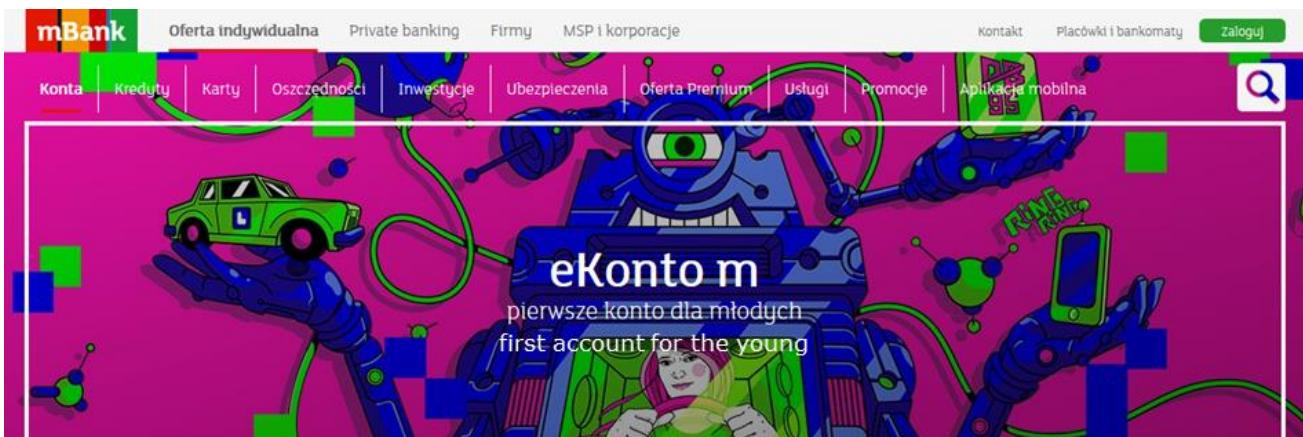 mBank Oferta indywidualna Private banking Firmy MSP i korporacje Kontakt Placówki i bankomaty Zaloguj
Konta Kredyty Karty Oszczędności Inwestycje Ubezpieczenia Oferta Premium Usługi Promocje Aplikacja mobilna
L
RiNG
RiNG
eKonto m
pierwsze konto dla młodych
first account for the young